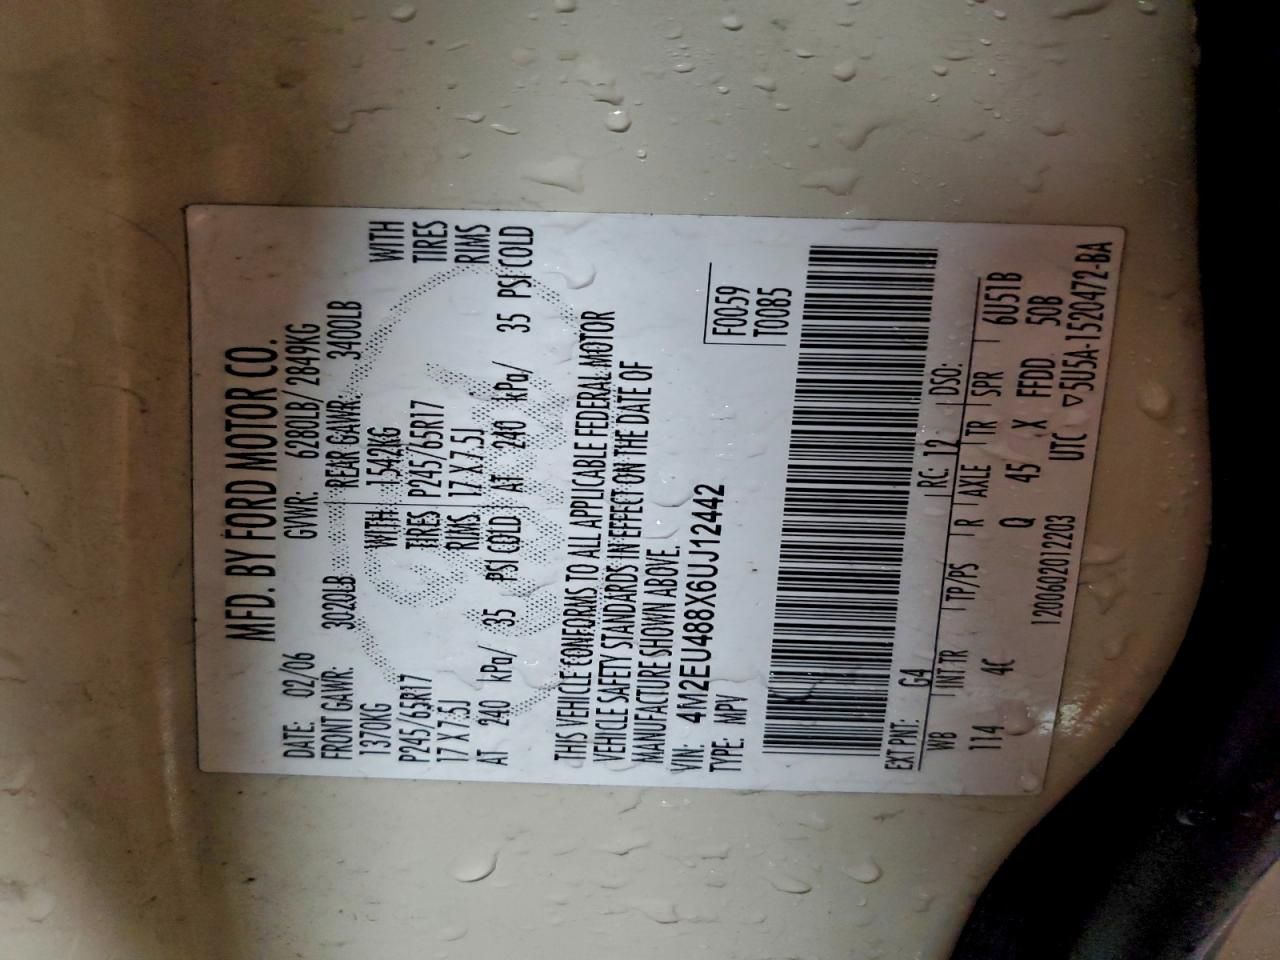 MFD. BY FORD MOTOR CO.
DATE: 02/06 GVWR: 6280LB/2849KG
FRONT GAWR: 3020LB REAR GAWR: 3400LB
1370KG WITH 1542KG WITH
P245/65R17 TIRES P245/65R17 TIRES
17 X 7.5J RIMS 17 X 7.5J RIMS
AT 240 kPa/ 35 PSI COLD AT 240 kPa/ 35 PSI COLD
THIS VEHICLE CONFORMS TO ALL APPLICABLE FEDERAL MOTOR
VEHICLE SAFETY STANDARDS IN EFFECT ON THE DATE OF
MANUFACTURE SHOWN ABOVE.
VIN: 4M2EU488X6UJ12442 F0059
TYPE: MPV T0085
EXT PNT: G4 RC: 12 DSO:
WB INT TR TP/PS R AXLE TR SPR 6U51B
114 4C Q 45 X FFDD 50B
120060201220​3 UTC ▽5U5A-1520472-BA